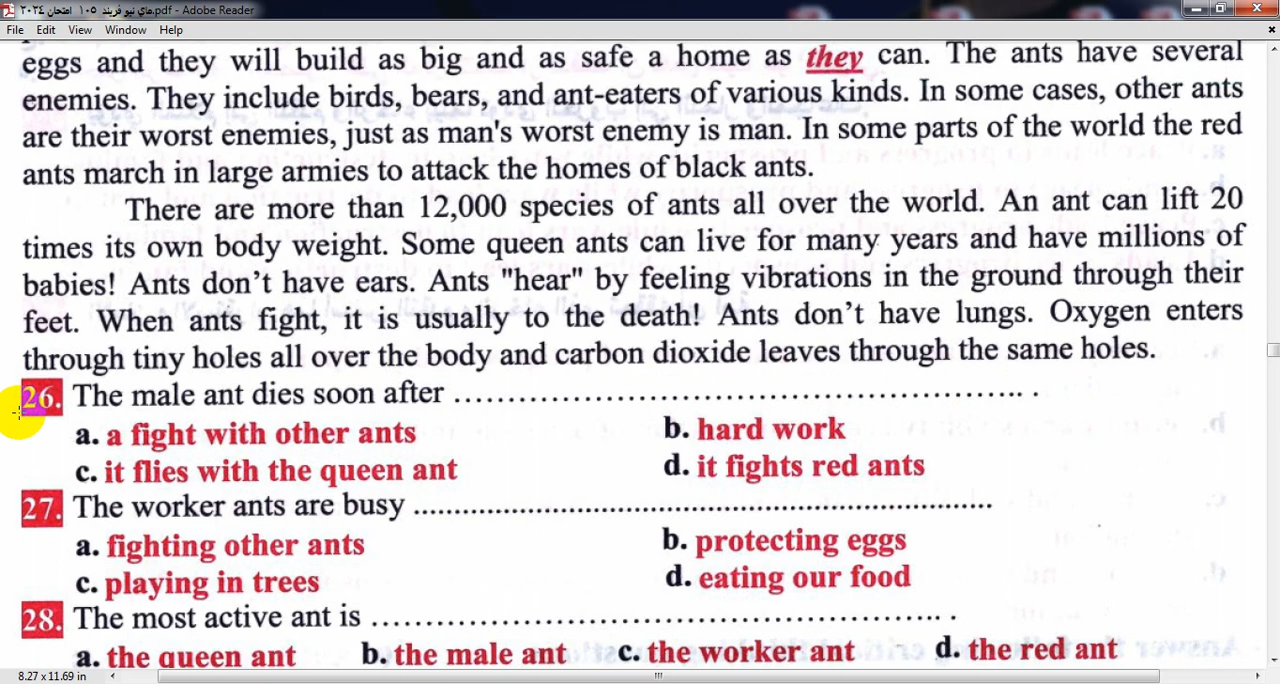 هاي نيو فريند ١٠٥ امتحان ٢٠٢٤.pdf - Adobe Reader
File Edit View Window Help
eggs and they will build as big and as safe a home as they can. The ants have several
enemies. They include birds, bears, and ant-eaters of various kinds. In some cases, other ants
are their worst enemies, just as man's worst enemy is man. In some parts of the world the red
ants march in large armies to attack the homes of black ants.
There are more than 12,000 species of ants all over the world. An ant can lift 20
times its own body weight. Some queen ants can live for many years and have millions of
babies! Ants don’t have ears. Ants "hear" by feeling vibrations in the ground through their
feet. When ants fight, it is usually to the death! Ants don’t have lungs. Oxygen enters
through tiny holes all over the body and carbon dioxide leaves through the same holes.
26. The male ant dies soon after ………………………………………………….. .
a. a fight with other ants b. hard work
c. it flies with the queen ant d. it fights red ants
27. The worker ants are busy ...............................................................................
a. fighting other ants b. protecting eggs
c. playing in trees d. eating our food
28. The most active ant is ………………………………………………….. .
a. the queen ant b. the male ant c. the worker ant d. the red ant
8.27 x 11.69 in